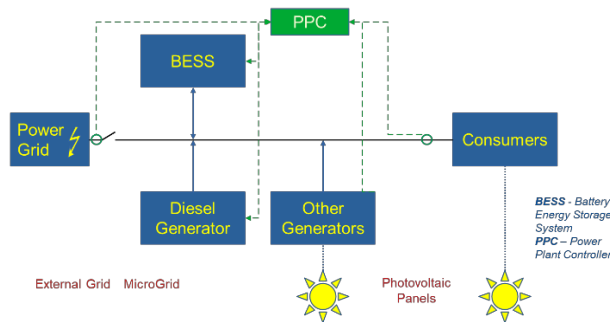 PPC
BESS
Power
Grid
Consumers
Diesel
Generator
Other
Generators
BESS - Battery
Energy Storage
System
PPC – Power
Plant Controller
External Grid MicroGrid
Photovoltaic
Panels